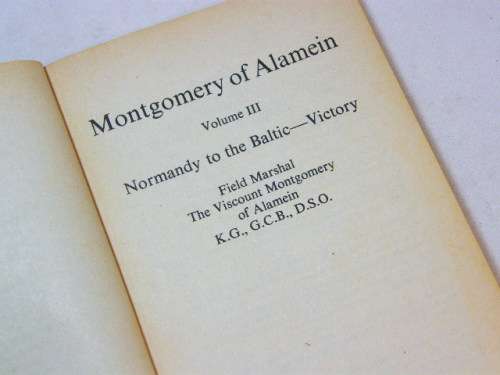 Montgomery of Alamein
Volume III
Normandy to the Baltic—Victory
Field Marshal
The Viscount Montgomery
of Alamein
K.G., G.C.B., D.S.O.